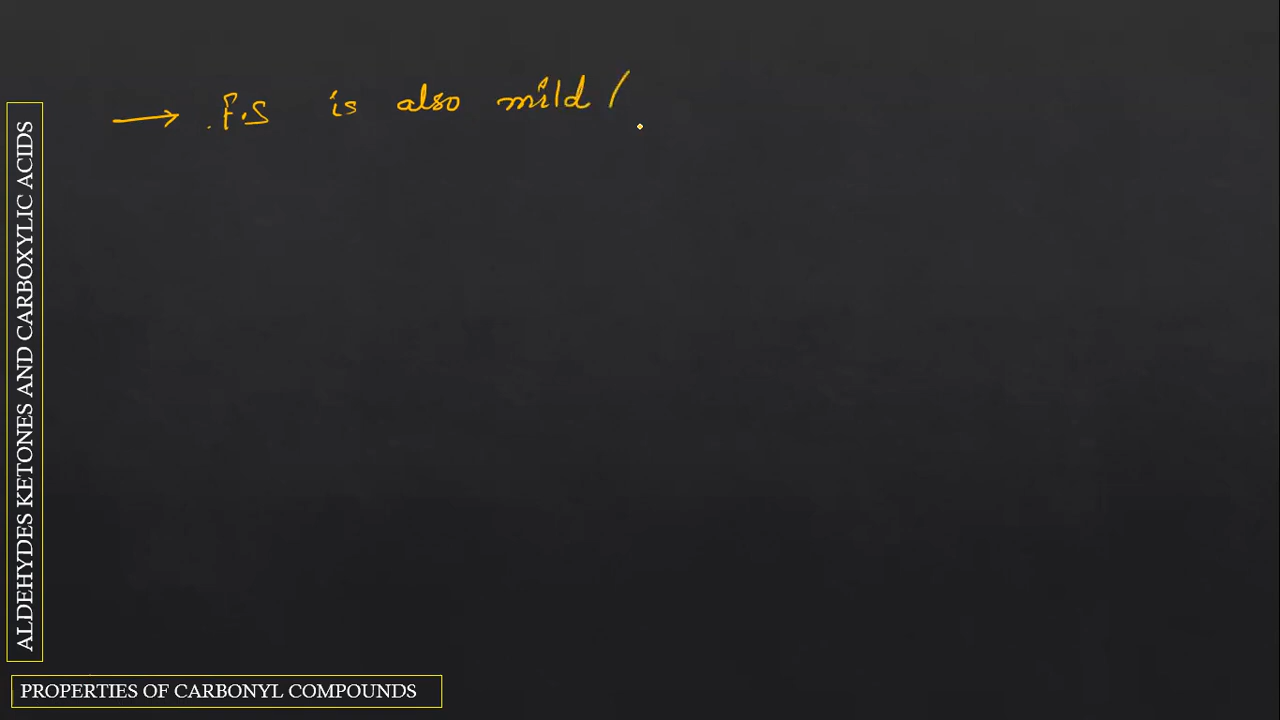 → F.S is also mild /
ALDEHYDES KETONES AND CARBOXYLIC ACIDS
PROPERTIES OF CARBONYL COMPOUNDS